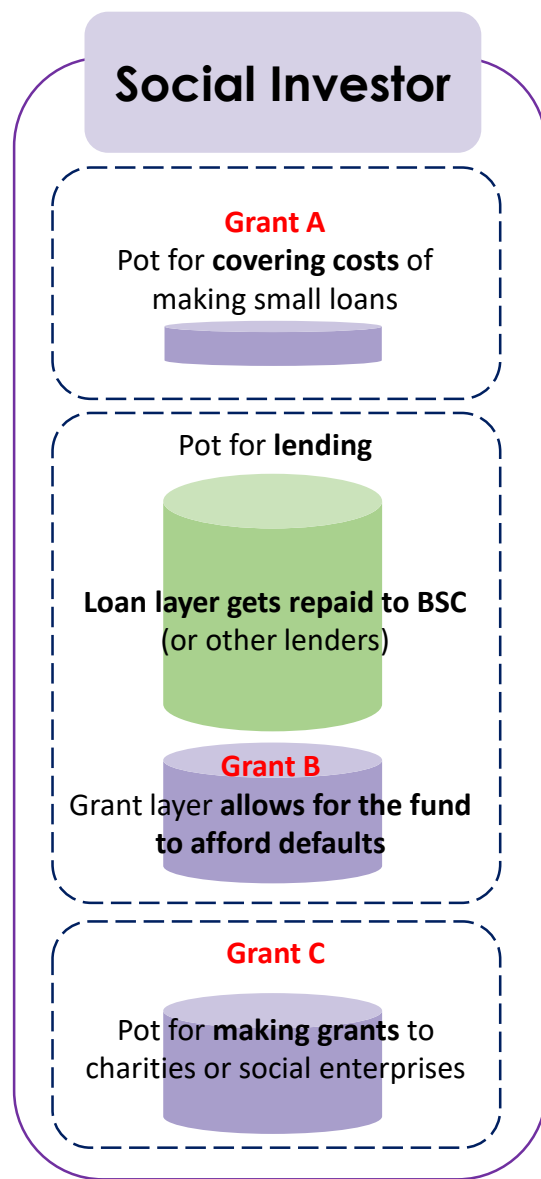 Social Investor
Grant A
Pot for covering costs of
making small loans
Pot for lending
Loan layer gets repaid to BSC
(or other lenders)
Grant B
Grant layer allows for the fund
to afford defaults
Grant C
Pot for making grants to
charities or social enterprises